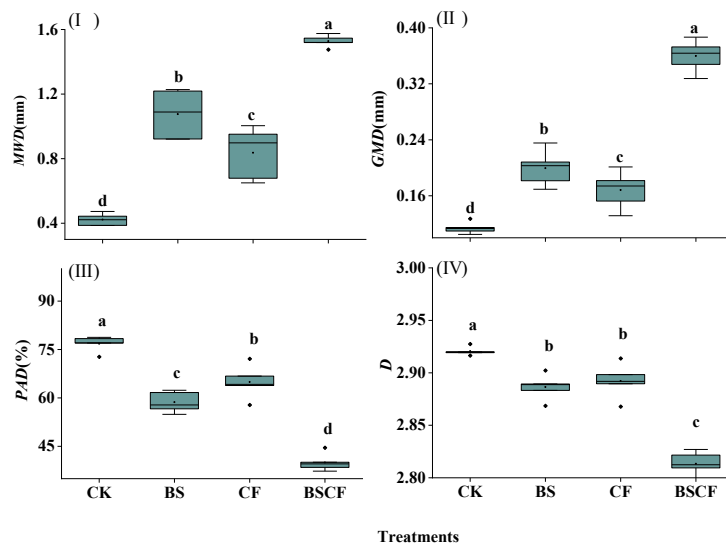 (I )
1.6
1.2
0.8
0.4
MWD(mm)
d
b
c
a
(II )
0.40
0.32
0.24
0.16
GMD(mm)
d
b
c
a
(III)
90
75
60
45
PAD(%)
a
c
b
d
CK BS CF BSCF
(IV)
3.00
2.95
2.90
2.85
2.80
D
a
b
b
c
CK BS CF BSCF
Treatments